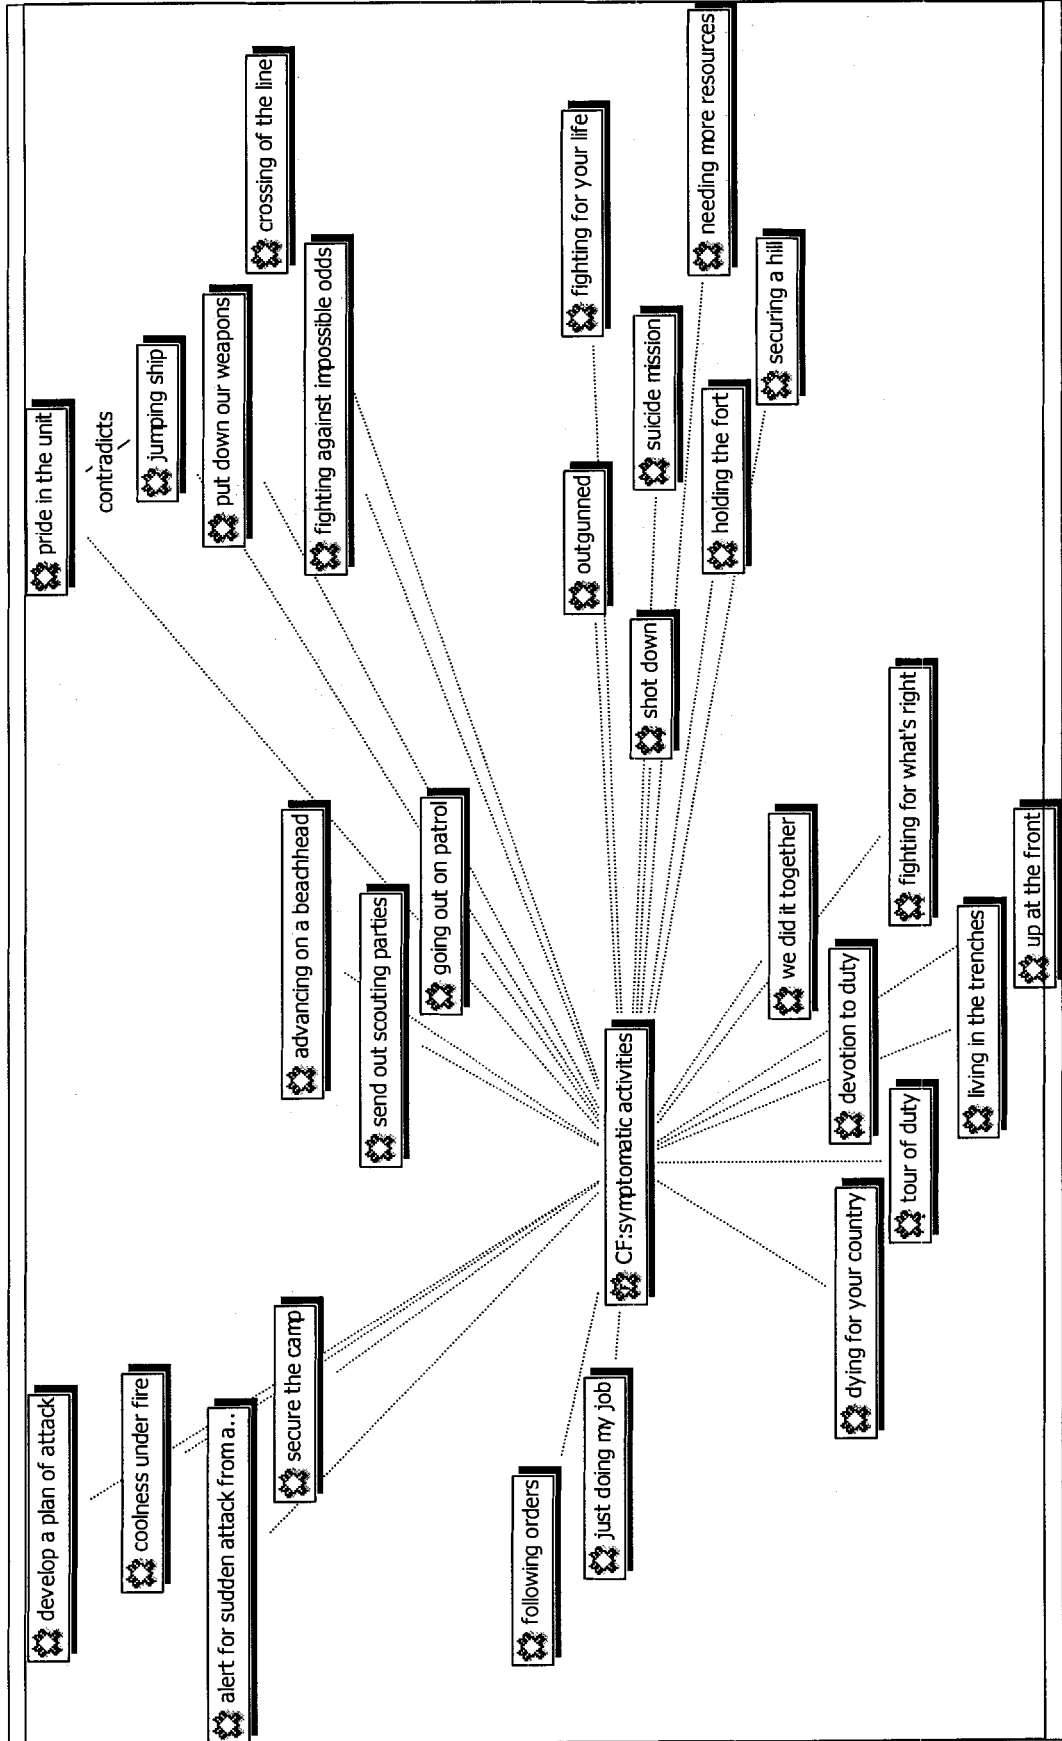 develop a plan of attack
pride in the unit
contradicts
coolness under fire
jumping ship
alert for sudden attack from a..
put down our weapons
crossing of the line
secure the camp
advancing on a beachhead
fighting against impossible odds
send out scouting parties
going out on patrol
following orders
outgunned
fighting for your life
just doing my job
CF:symptomatic activities
shot down
suicide mission
needing more resources
holding the fort
securing a hill
we did it together
dying for your country
devotion to duty
tour of duty
fighting for what's right
living in the trenches
up at the front